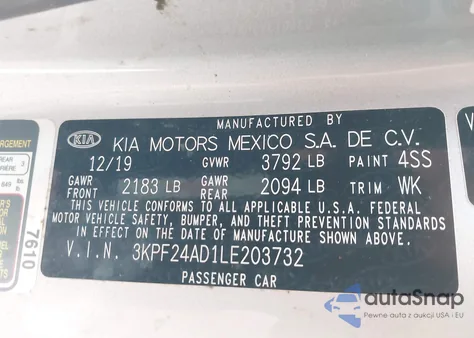 MANUFACTURED BY
KIA KIA MOTORS MEXICO S.A. DE C.V.
12/19 GVWR 3792 LB PAINT 4SS
GAWR FRONT 2183 LB GAWR REAR 2094 LB TRIM WK
THIS VEHICLE CONFORMS TO ALL APPLICABLE U.S.A. FEDERAL
MOTOR VEHICLE SAFETY, BUMPER, AND THEFT PREVENTION STANDARDS
IN EFFECT ON THE DATE OF MANUFACTURE SHOWN ABOVE.
V.I.N. 3KPF24AD1LE203732
PASSENGER CAR
7610
REAR
3
849
autoSnap
Pewne auta z USA i EU